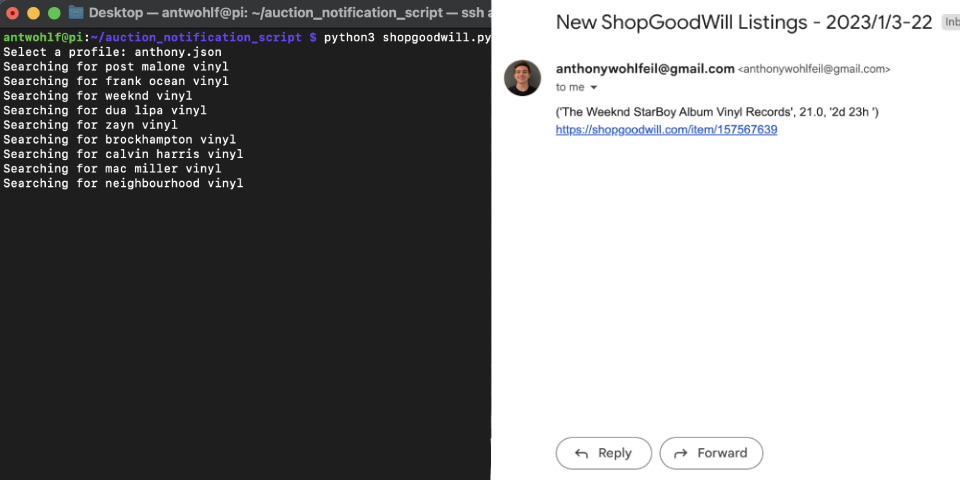 Desktop — antwohlf@pi: ~/auction_notification_script — ssh a
antwohlf@pi:~/auction_notification_script $ python3 shopgoodwill.py
Select a profile: anthony.json
Searching for post malone vinyl
Searching for frank ocean vinyl
Searching for weeknd vinyl
Searching for dua lipa vinyl
Searching for zayn vinyl
Searching for brockhampton vinyl
Searching for calvin harris vinyl
Searching for mac miller vinyl
Searching for neighbourhood vinyl
New ShopGoodWill Listings - 2023/1/3-22 Inb
anthonywohlfeil@gmail.com <anthonywohlfeil@gmail.com>
to me
('The Weeknd StarBoy Album Vinyl Records', 21.0, '2d 23h ')
https://shopgoodwill.com/item/157567639
Reply Forward